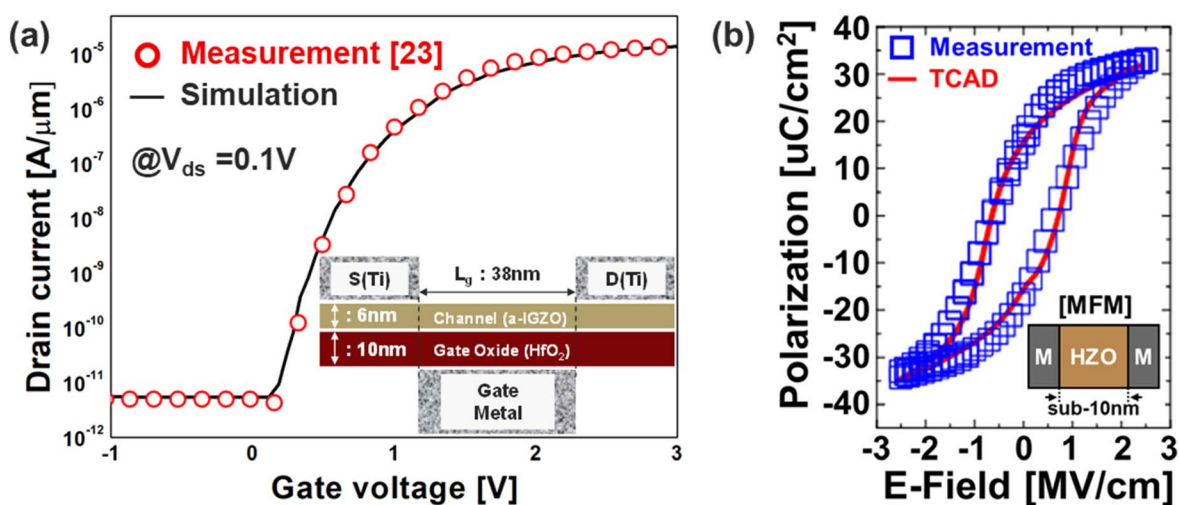 (a)
Drain current [A/μm]
10⁻⁵
10⁻⁶
10⁻⁷
10⁻⁸
10⁻⁹
10⁻¹⁰
10⁻¹¹
10⁻¹²
Measurement [23]
Simulation
@Vds =0.1V
S(Ti)
Lg : 38nm
D(Ti)
: 6nm
Channel (a-IGZO)
: 10nm
Gate Oxide (HfO₂)
Gate
Metal
-1 0 1 2 3
Gate voltage [V]
(b)
Polarization [uC/cm²]
40
30
20
10
0
-10
-20
-30
-40
Measurement
TCAD
[MFM]
M HZO M
sub-10nm
-3 -2 -1 0 1 2 3
E-Field [MV/cm]